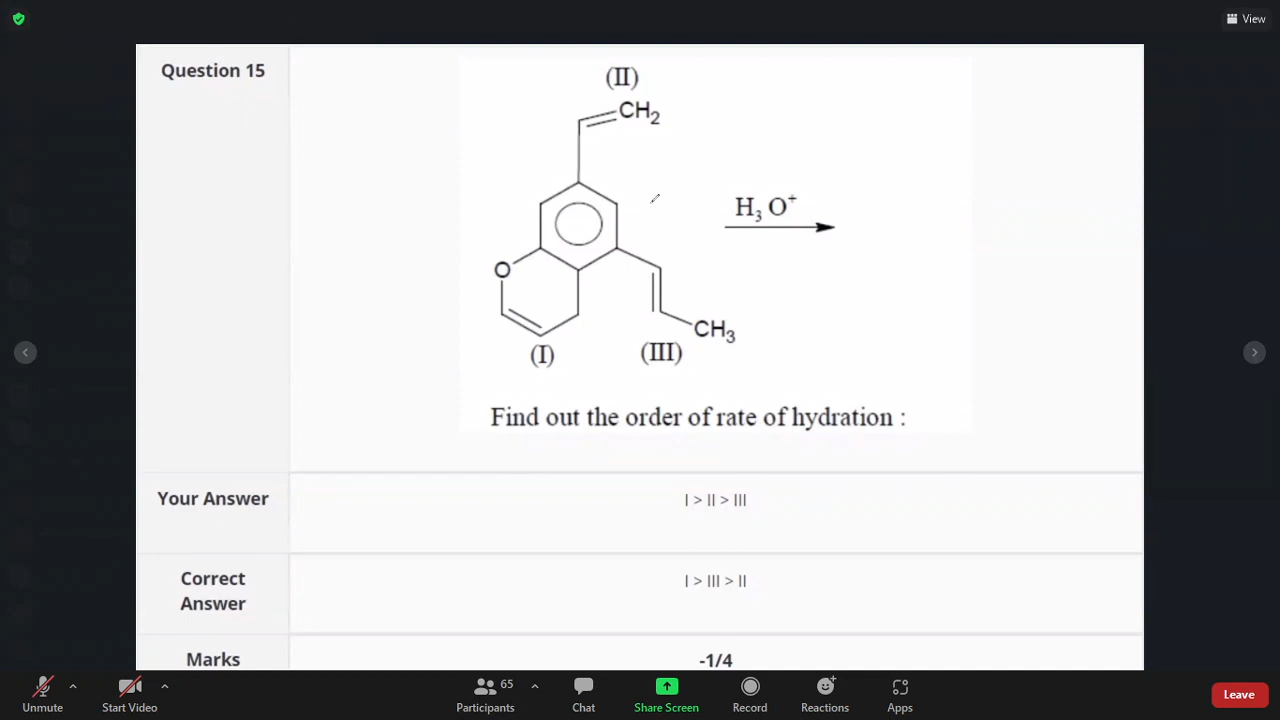 View
Question 15
(II)
CH2
H3 O+
O
CH3
(I)
(III)
Find out the order of rate of hydration :
Your Answer
I > II > III
Correct
Answer
I > III > II
Marks
-1/4
Unmute
Start Video
65
Participants
Chat
Share Screen
Record
Reactions
Apps
Leave